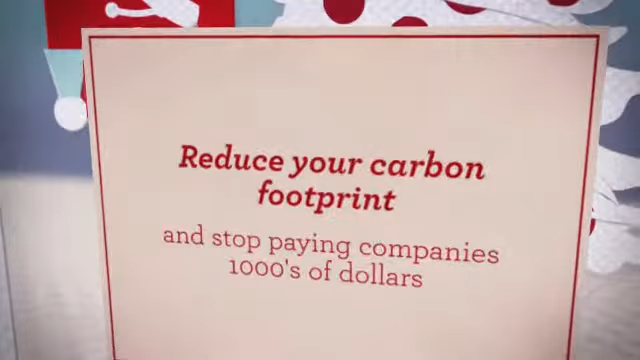 Reduce your carbon
footprint
and stop paying companies
1000's of dollars